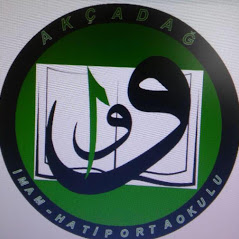 AKÇADAĞ
و و
İMAM-HATİP ORTAOKULU